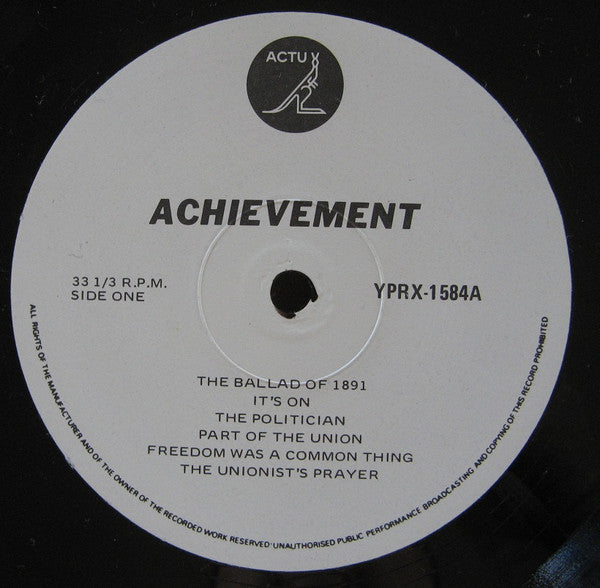 ACTU
ACHIEVEMENT
33 1/3 R.P.M.
SIDE ONE
YPRX-1584A
THE BALLAD OF 1891
IT'S ON
THE POLITICIAN
PART OF THE UNION
FREEDOM WAS A COMMON THING
THE UNIONIST'S PRAYER
ALL RIGHTS OF THE MANUFACTURER AND OF THE OWNER OF THE RECORDED WORK RESERVED·UNAUTHORISED PUBLIC PERFORMANCE BROADCASTING AND COPYING OF THIS RECORD PROHIBITED